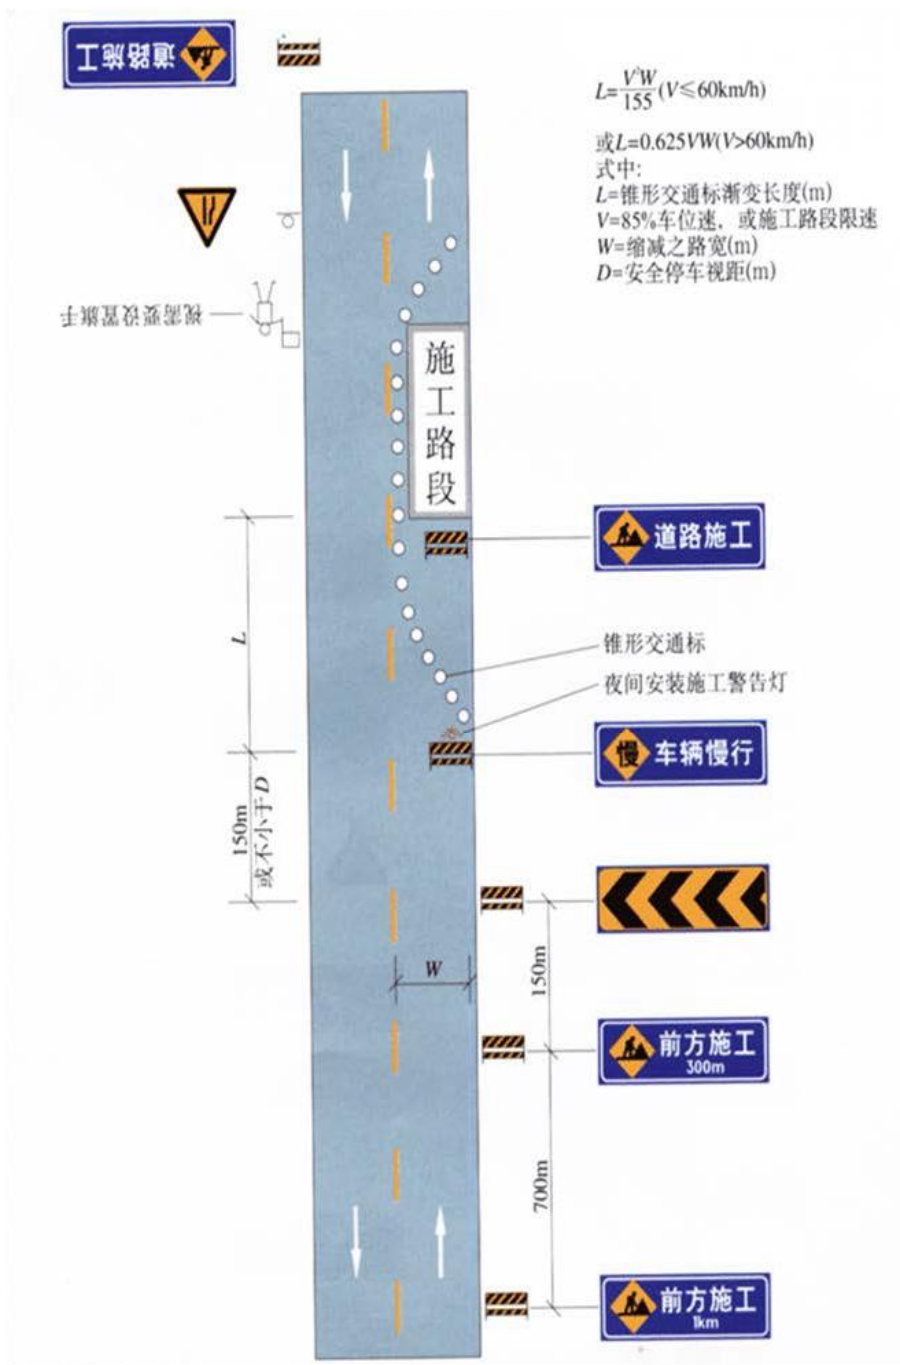 道路施工
L=V²W/155(V≤60km/h)
或L=0.625VW(V>60km/h)
式中:
L=锥形交通标渐变长度(m)
V=85%车位速，或施工路段限速
W=缩减之路宽(m)
D=安全停车视距(m)
视需要设置旗手
施工路段
道路施工
L
锥形交通标
夜间安装施工警告灯
慢 车辆慢行
150m
或不小于D
W
150m
前方施工
300m
700m
前方施工
1km